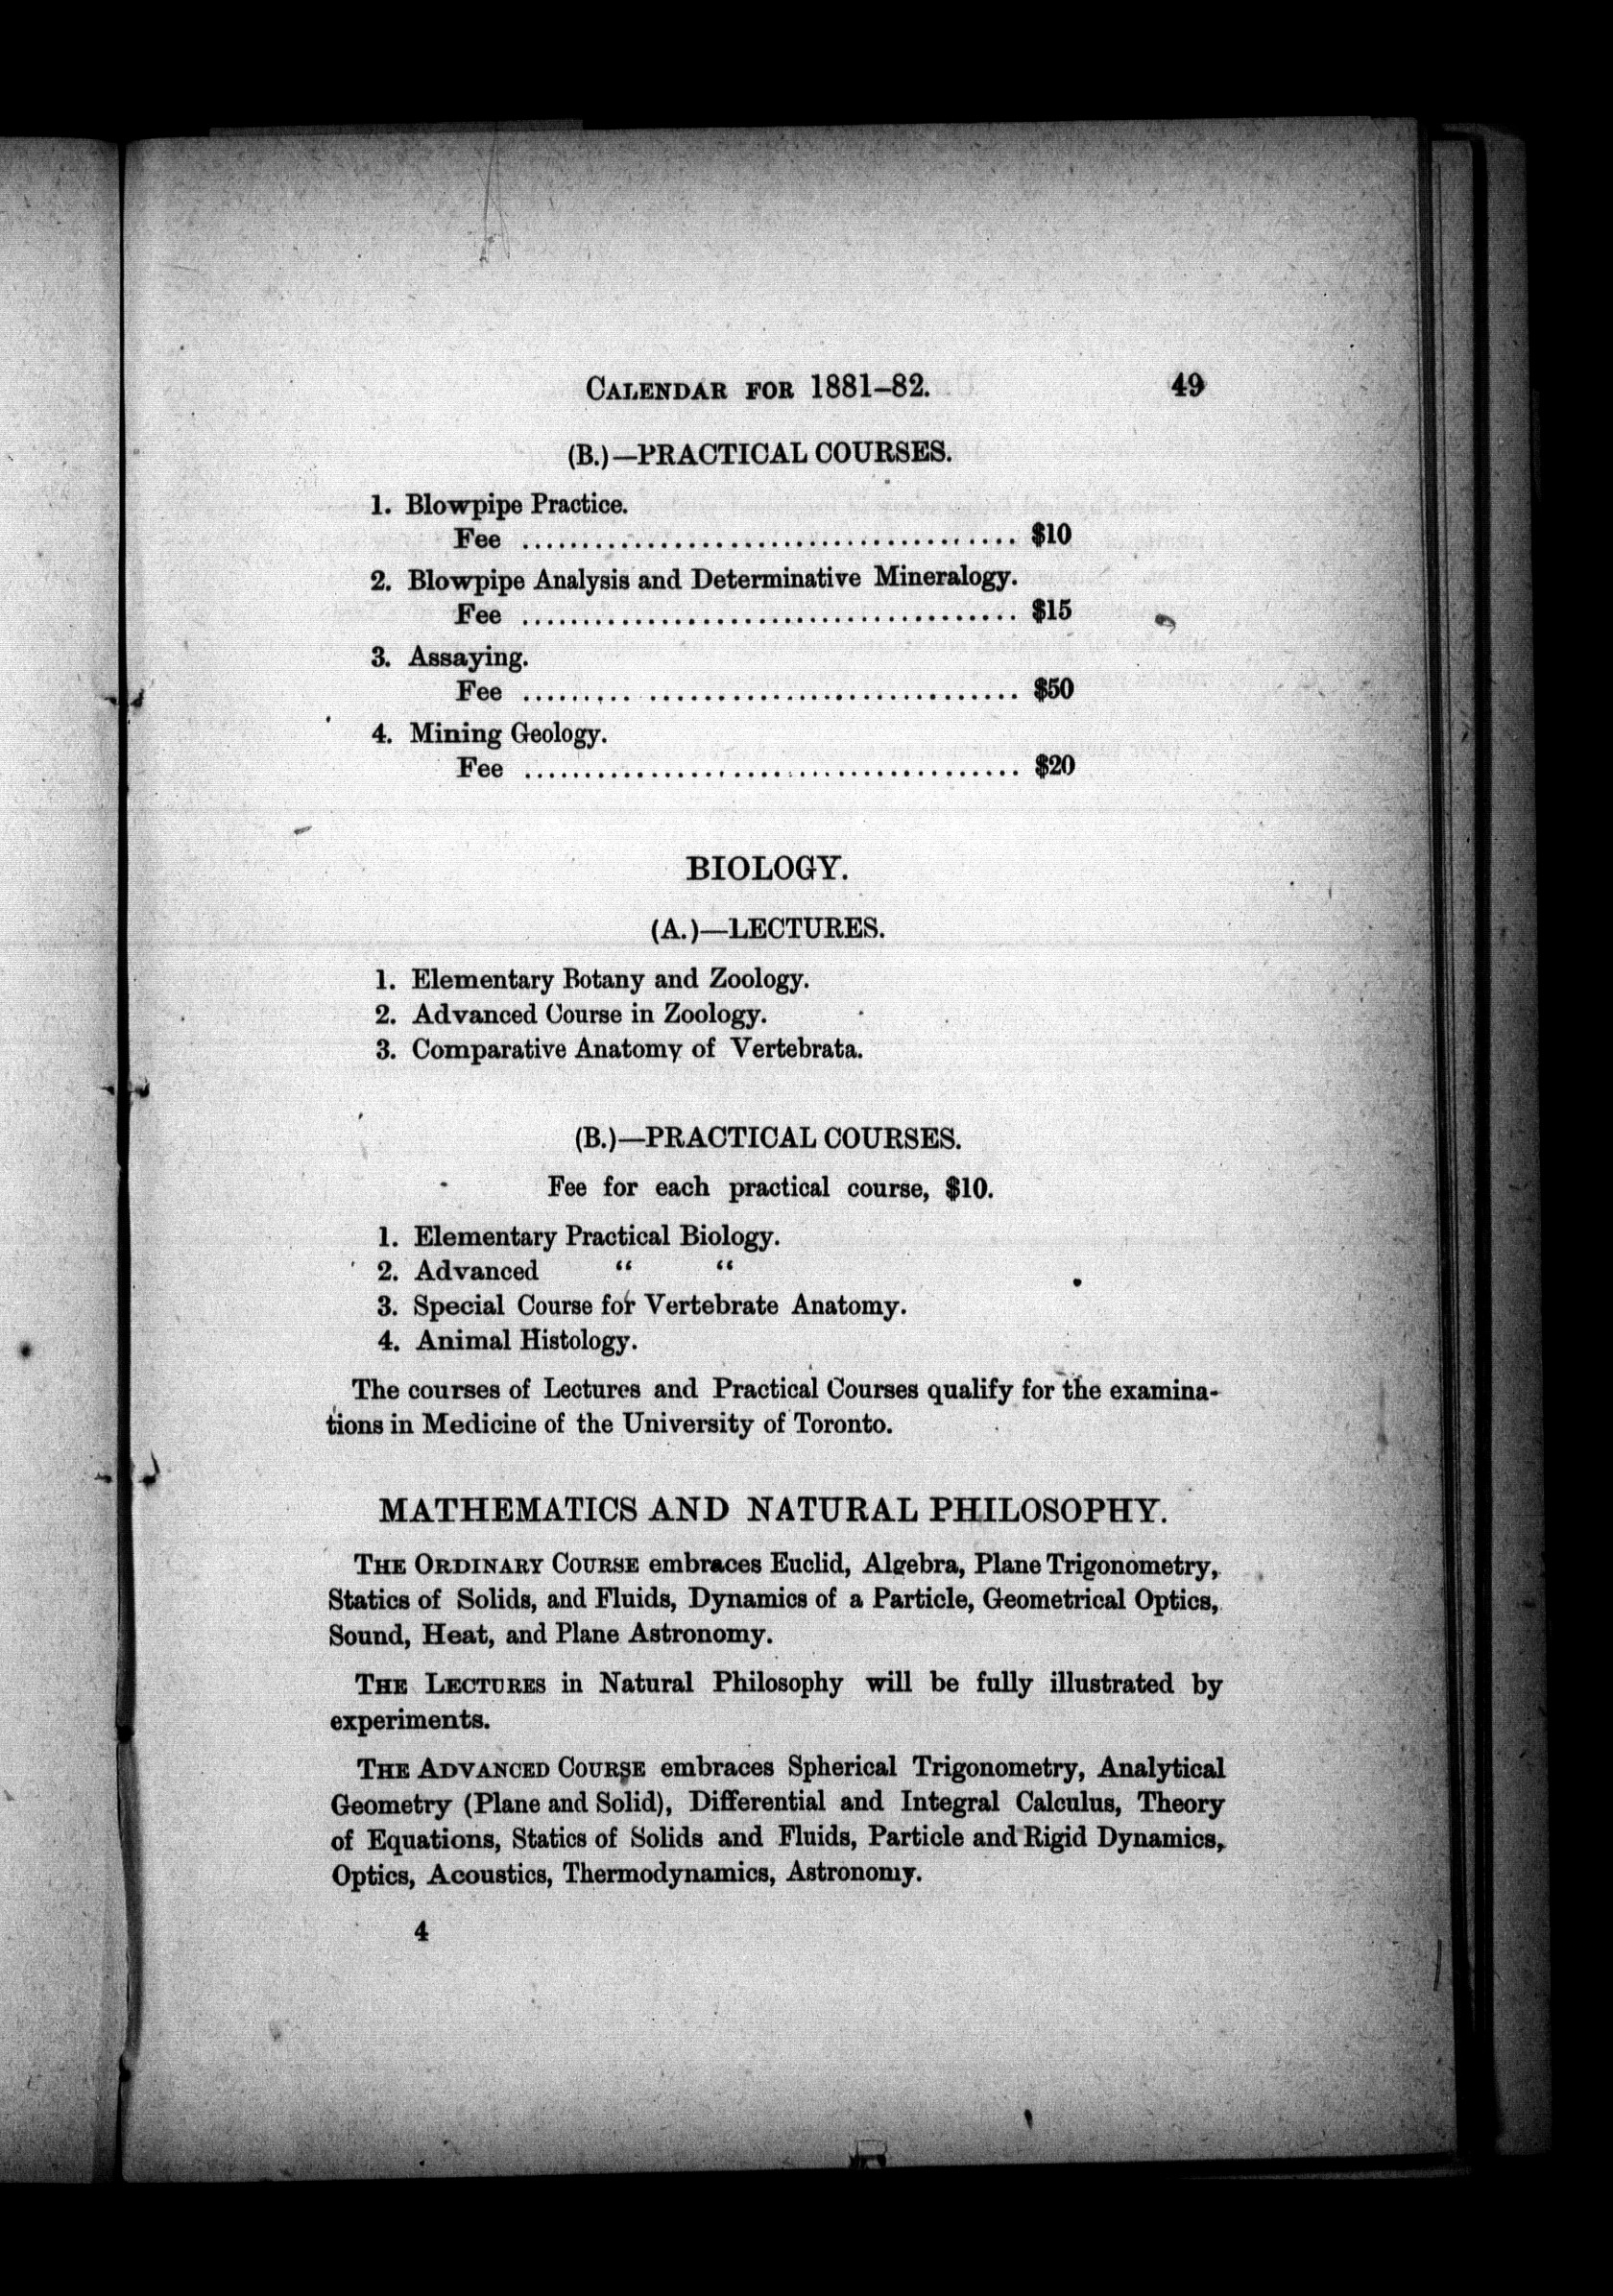 CALENDAR FOR 1881–82. 49
(B.)—PRACTICAL COURSES.
1. Blowpipe Practice.
Fee ..................................... $10
2. Blowpipe Analysis and Determinative Mineralogy.
Fee ..................................... $15
3. Assaying.
Fee ..................................... $50
4. Mining Geology.
Fee ..................................... $20
BIOLOGY.
(A.)—LECTURES.
1. Elementary Botany and Zoology.
2. Advanced Course in Zoology.
3. Comparative Anatomy of Vertebrata.
(B.)—PRACTICAL COURSES.
Fee for each practical course, $10.
1. Elementary Practical Biology.
2. Advanced “ “
3. Special Course for Vertebrate Anatomy.
4. Animal Histology.
The courses of Lectures and Practical Courses qualify for the examina-
tions in Medicine of the University of Toronto.
MATHEMATICS AND NATURAL PHILOSOPHY.
THE ORDINARY COURSE embraces Euclid, Algebra, Plane Trigonometry,
Statics of Solids, and Fluids, Dynamics of a Particle, Geometrical Optics,
Sound, Heat, and Plane Astronomy.
THE LECTURES in Natural Philosophy will be fully illustrated by
experiments.
THE ADVANCED COURSE embraces Spherical Trigonometry, Analytical
Geometry (Plane and Solid), Differential and Integral Calculus, Theory
of Equations, Statics of Solids and Fluids, Particle and Rigid Dynamics,
Optics, Acoustics, Thermodynamics, Astronomy.
4